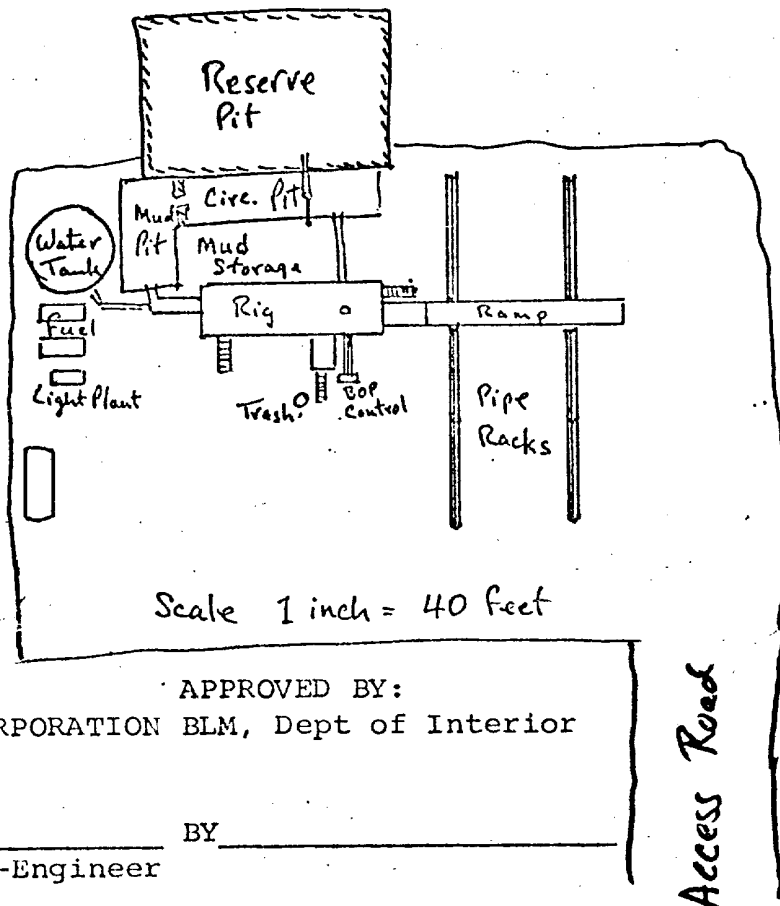 Reserve
Pit
Circ. Pit
Mud
Pit
Water
Tank
Mud
Storage
Rig
Ramp
Fuel
Light Plant
Trash
BOP
Control
Pipe
Racks
Scale 1 inch = 40 feet
APPROVED BY:
RPORATION BLM, Dept of Interior
BY
-Engineer
Access Road